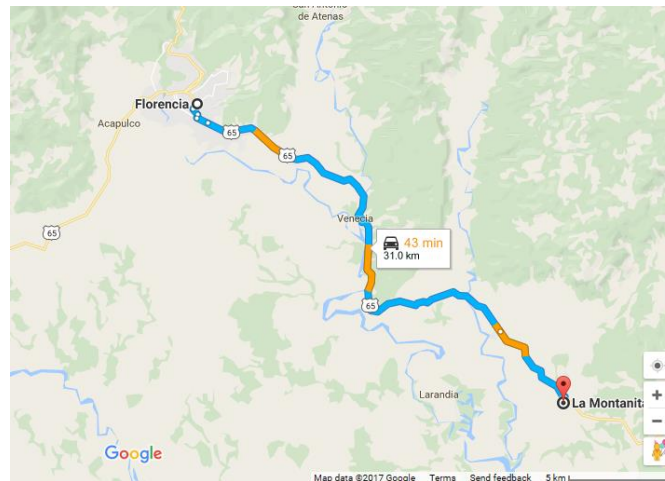 San Antonio
de Atenas
Florencia
65
Acapulco
65
65
Venecia
43 min
31.0 km
65
Larandia
La Montanita
Google
Map data ©2017 Google Terms Send feedback 5 km